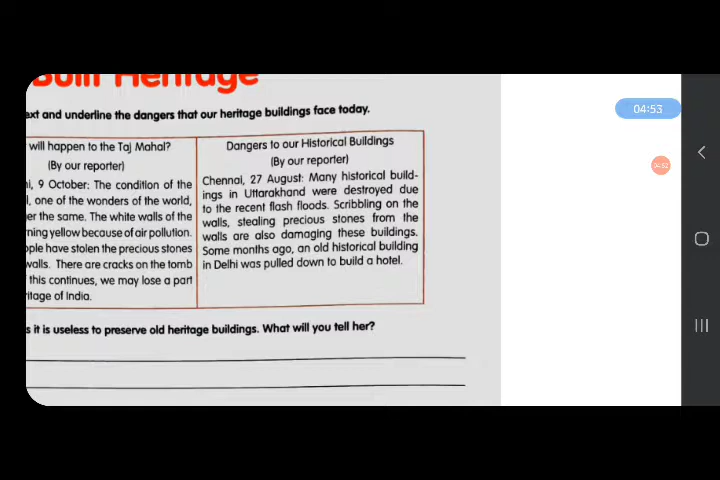 Built Heritage
ext and underline the dangers that our heritage buildings face today.
will happen to the Taj Mahal?
(By our reporter)
i, 9 October: The condition of the
l, one of the wonders of the world,
er the same. The white walls of the
ning yellow because of air pollution.
ple have stolen the precious stones
walls. There are cracks on the tomb
this continues, we may lose a part
itage of India.
Dangers to our Historical Buildings
(By our reporter)
Chennai, 27 August: Many historical build-
ings in Uttarakhand were destroyed due
to the recent flash floods. Scribbling on the
walls, stealing precious stones from the
walls are also damaging these buildings.
Some months ago, an old historical building
in Delhi was pulled down to build a hotel.
s it is useless to preserve old heritage buildings. What will you tell her?
04:53
04:52